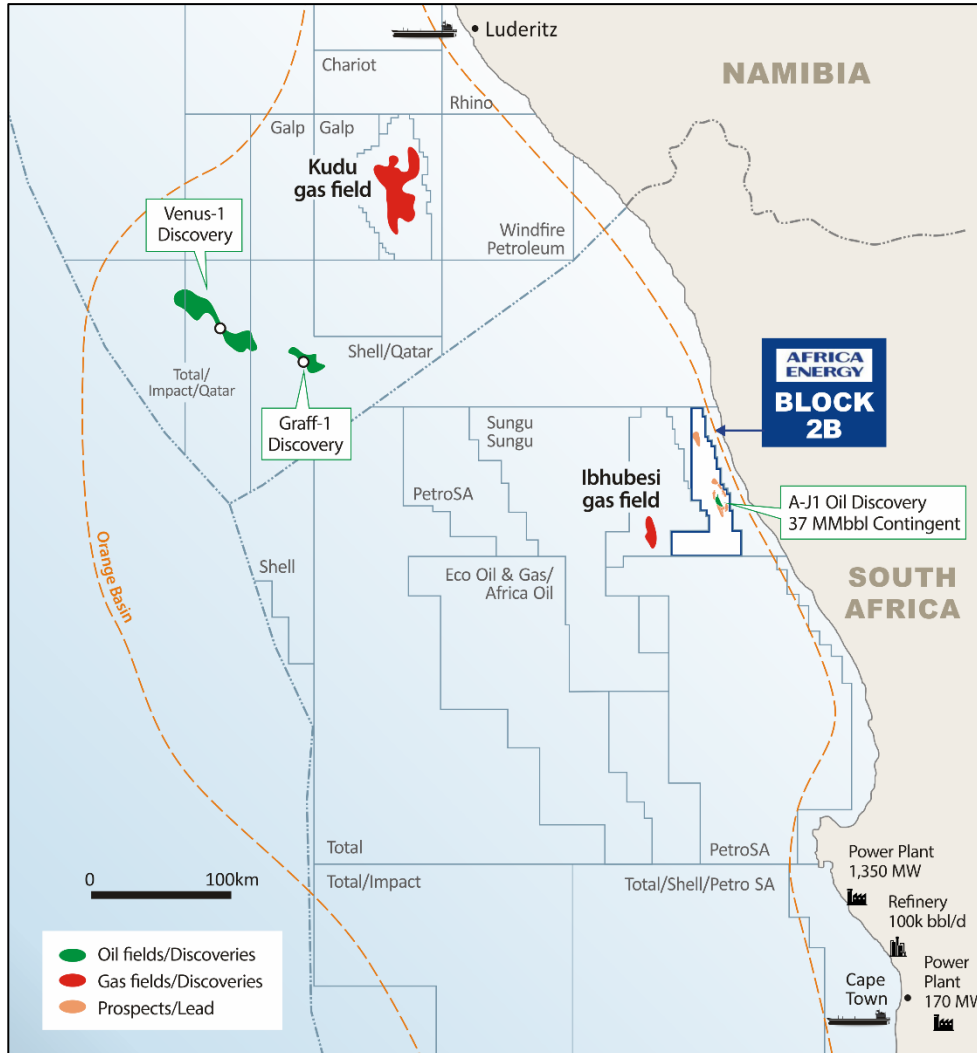 Luderitz
NAMIBIA
Chariot
Rhino
Galp
Galp
Kudu
gas field
Venus-1
Discovery
Windfire
Petroleum
Shell/Qatar
Total/
Impact/Qatar
AFRICA
ENERGY
BLOCK
2B
Graff-1
Discovery
Sungu
Sungu
Ibhubesi
gas field
PetroSA
A-J1 Oil Discovery
37 MMbbl Contingent
Orange Basin
Shell
Eco Oil & Gas/
Africa Oil
SOUTH
AFRICA
Total
PetroSA
Power Plant
1,350 MW
0 100km
Total/Impact
Total/Shell/Petro SA
Refinery
100k bbl/d
Oil fields/Discoveries
Gas fields/Discoveries
Prospects/Lead
Cape
Town
Power
Plant
170 MW